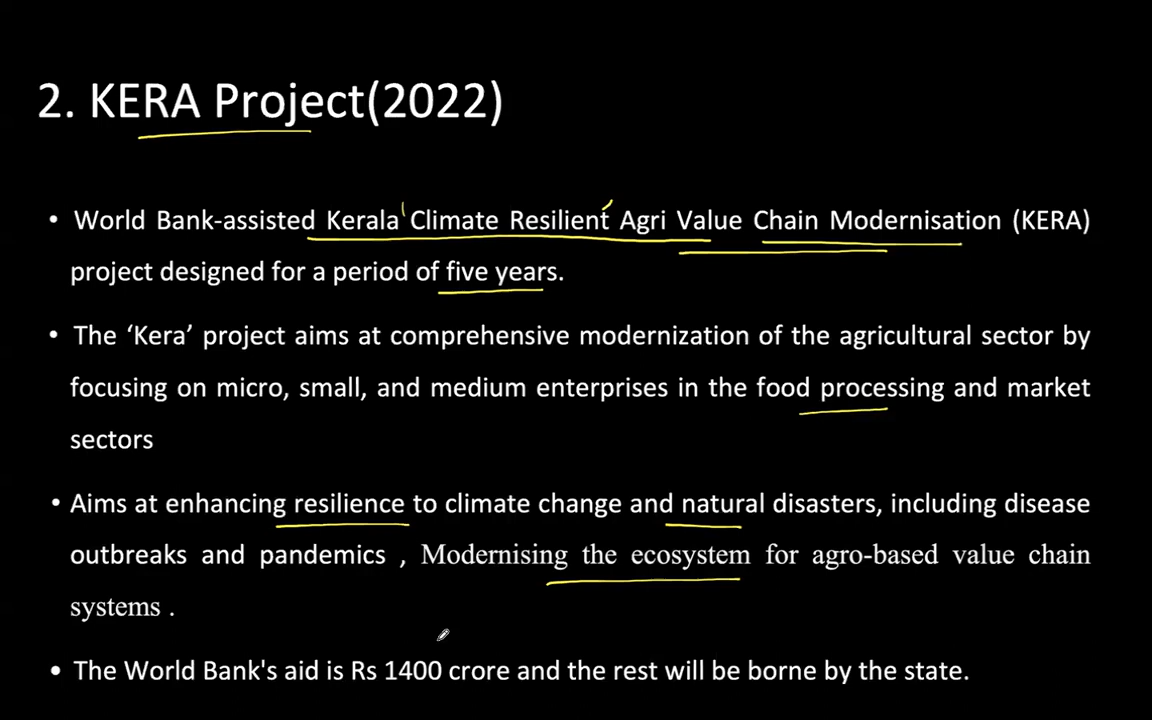 2. KERA Project(2022)
• World Bank-assisted Kerala Climate Resilient Agri Value Chain Modernisation (KERA)
project designed for a period of five years.
• The ‘Kera’ project aims at comprehensive modernization of the agricultural sector by
focusing on micro, small, and medium enterprises in the food processing and market
sectors
• Aims at enhancing resilience to climate change and natural disasters, including disease
outbreaks and pandemics , Modernising the ecosystem for agro-based value chain
systems .
• The World Bank's aid is Rs 1400 crore and the rest will be borne by the state.